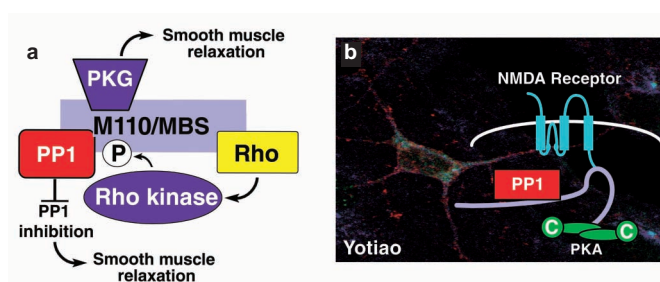 a
Smooth muscle
relaxation
PKG
M110/MBS
PP1
P
Rho
Rho kinase
PP1
inhibition
Smooth muscle
relaxation
b
NMDA Receptor
PP1
C
C
PKA
Yotiao